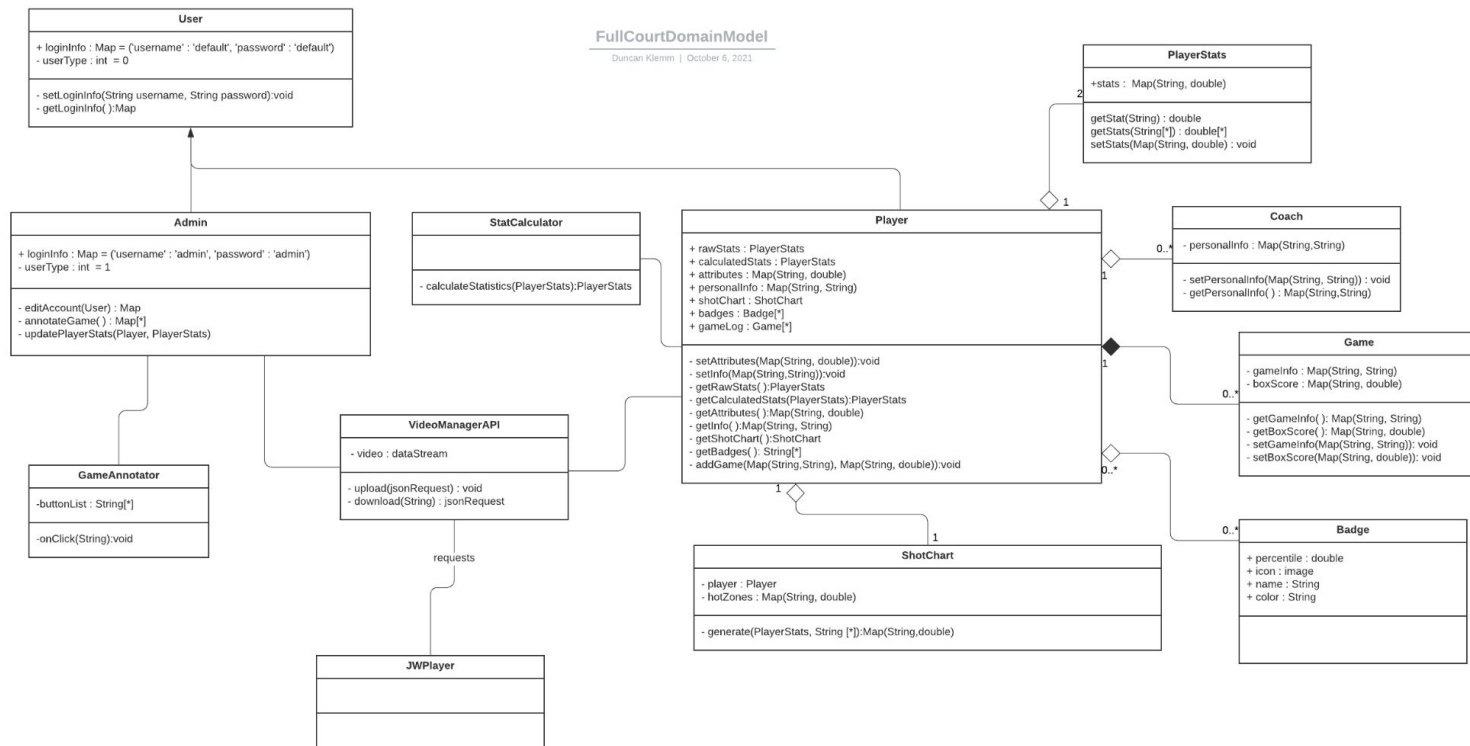 FullCourtDomainModel
Duncan Klemm | October 6, 2021
User
+ loginInfo : Map = ('username' : 'default', 'password' : 'default')
- userType : int = 0
- setLoginInfo(String username, String password):void
- getLoginInfo( ):Map
PlayerStats
+stats : Map(String, double)
getStat(String) : double
getStats(String[*]) : double[*]
setStats(Map(String, double) : void
2
1
Admin
+ loginInfo : Map = ('username' : 'admin', 'password' : 'admin')
- userType : int = 1
- editAccount(User) : Map
- annotateGame( ) : Map[*]
- updatePlayerStats(Player, PlayerStats)
StatCalculator
- calculateStatistics(PlayerStats):PlayerStats
Player
+ rawStats : PlayerStats
+ calculatedStats : PlayerStats
+ attributes : Map(String, double)
+ personalInfo : Map(String, String)
+ shotChart : ShotChart
+ badges : Badge[*]
+ gameLog : Game[*]
- setAttributes(Map(String, double)):void
- setInfo(Map(String,String)):void
- getRawStats( ):PlayerStats
- getCalculatedStats(PlayerStats):PlayerStats
- getAttributes( ):Map(String, double)
- getInfo( ):Map(String, String)
- getShotChart( ):ShotChart
- getBadges( ): String[*]
- addGame(Map(String,String), Map(String, double)):void
Coach
- personalInfo : Map(String,String)
- setPersonalInfo(Map(String, String)) : void
- getPersonalInfo( ) : Map(String,String)
0..*
1
Game
- gameInfo : Map(String, String)
- boxScore : Map(String, double)
- getGameInfo( ): Map(String, String)
- getBoxScore( ): Map(String, double)
- setGameInfo(Map(String, String)): void
- setBoxScore(Map(String, double)): void
1
0..*
VideoManagerAPI
- video : dataStream
- upload(jsonRequest) : void
- download(String) : jsonRequest
GameAnnotator
-buttonList : String[*]
-onClick(String):void
0..*
0..*
Badge
+ percentile : double
+ icon : image
+ name : String
+ color : String
1
1
ShotChart
- player : Player
- hotZones : Map(String, double)
- generate(PlayerStats, String [*]):Map(String,double)
requests
JWPlayer